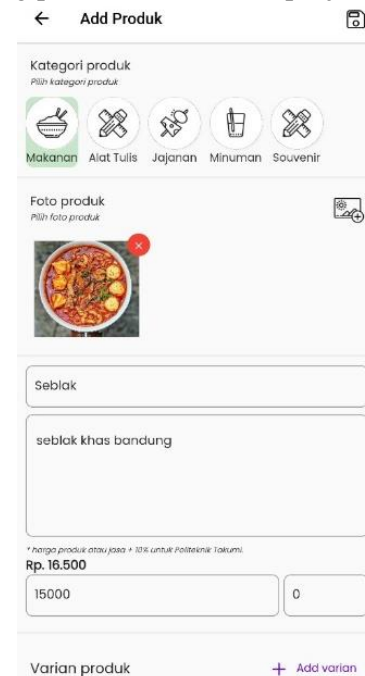 Add Produk
Kategori produk
Pilih kategori produk
Makanan Alat Tulis Jajanan Minuman Souvenir
Foto produk
Pilih foto produk
Seblak
seblak khas bandung
* harga produk atau jasa + 10% untuk Politeknik Takumi
Rp. 16.500
15000 0
Varian produk + Add varian